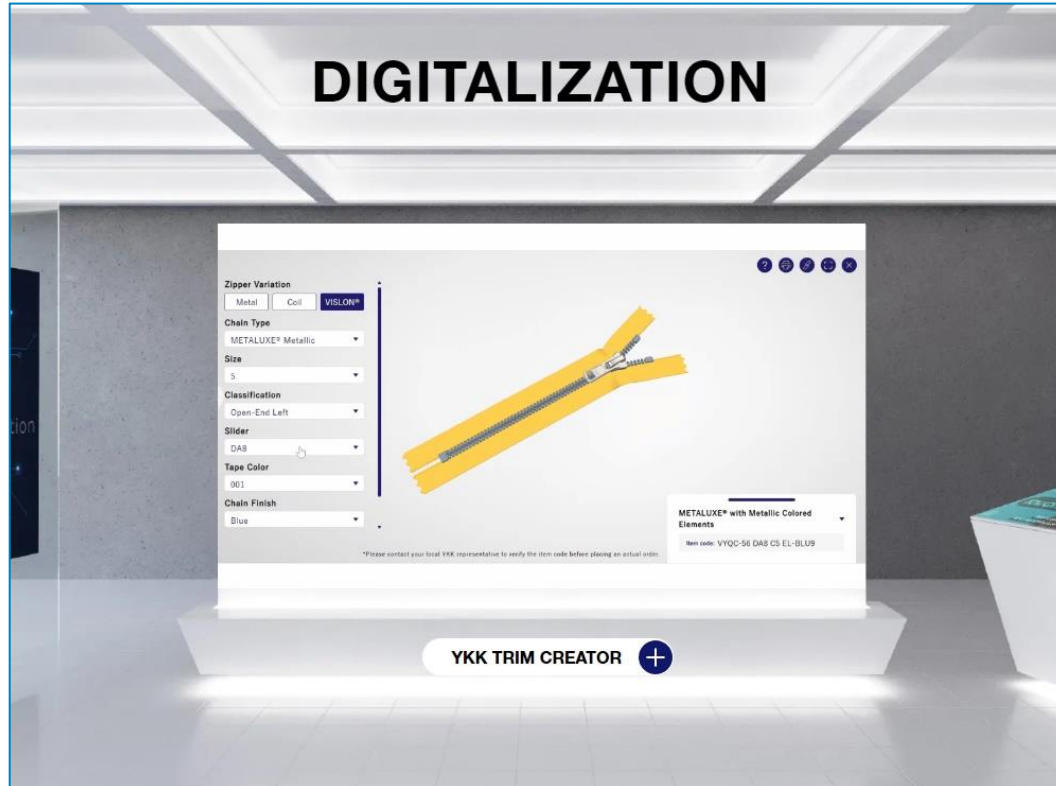 DIGITALIZATION
Zipper Variation
Metal Coil VISLON®
Chain Type
METALUXE® Metallic
Size
5
Classification
Open-End Left
Slider
DA8
Tape Color
001
Chain Finish
Blue
?
METALUXE® with Metallic Colored
Elements
Item code: VYQC-56 DA8 C5 EL-BLU9
*Please contact your local YKK representative to verify the item code before placing an actual order.
tion
YKK TRIM CREATOR +